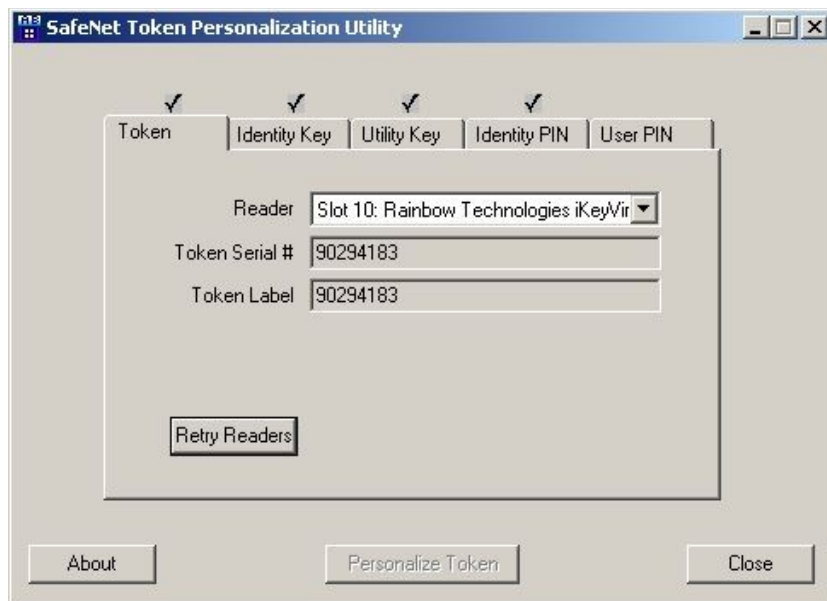 SafeNet Token Personalization Utility
Token Identity Key Utility Key Identity PIN User PIN
Reader Slot 10: Rainbow Technologies iKeyVir
Token Serial # 90294183
Token Label 90294183
Retry Readers
About Personalize Token Close